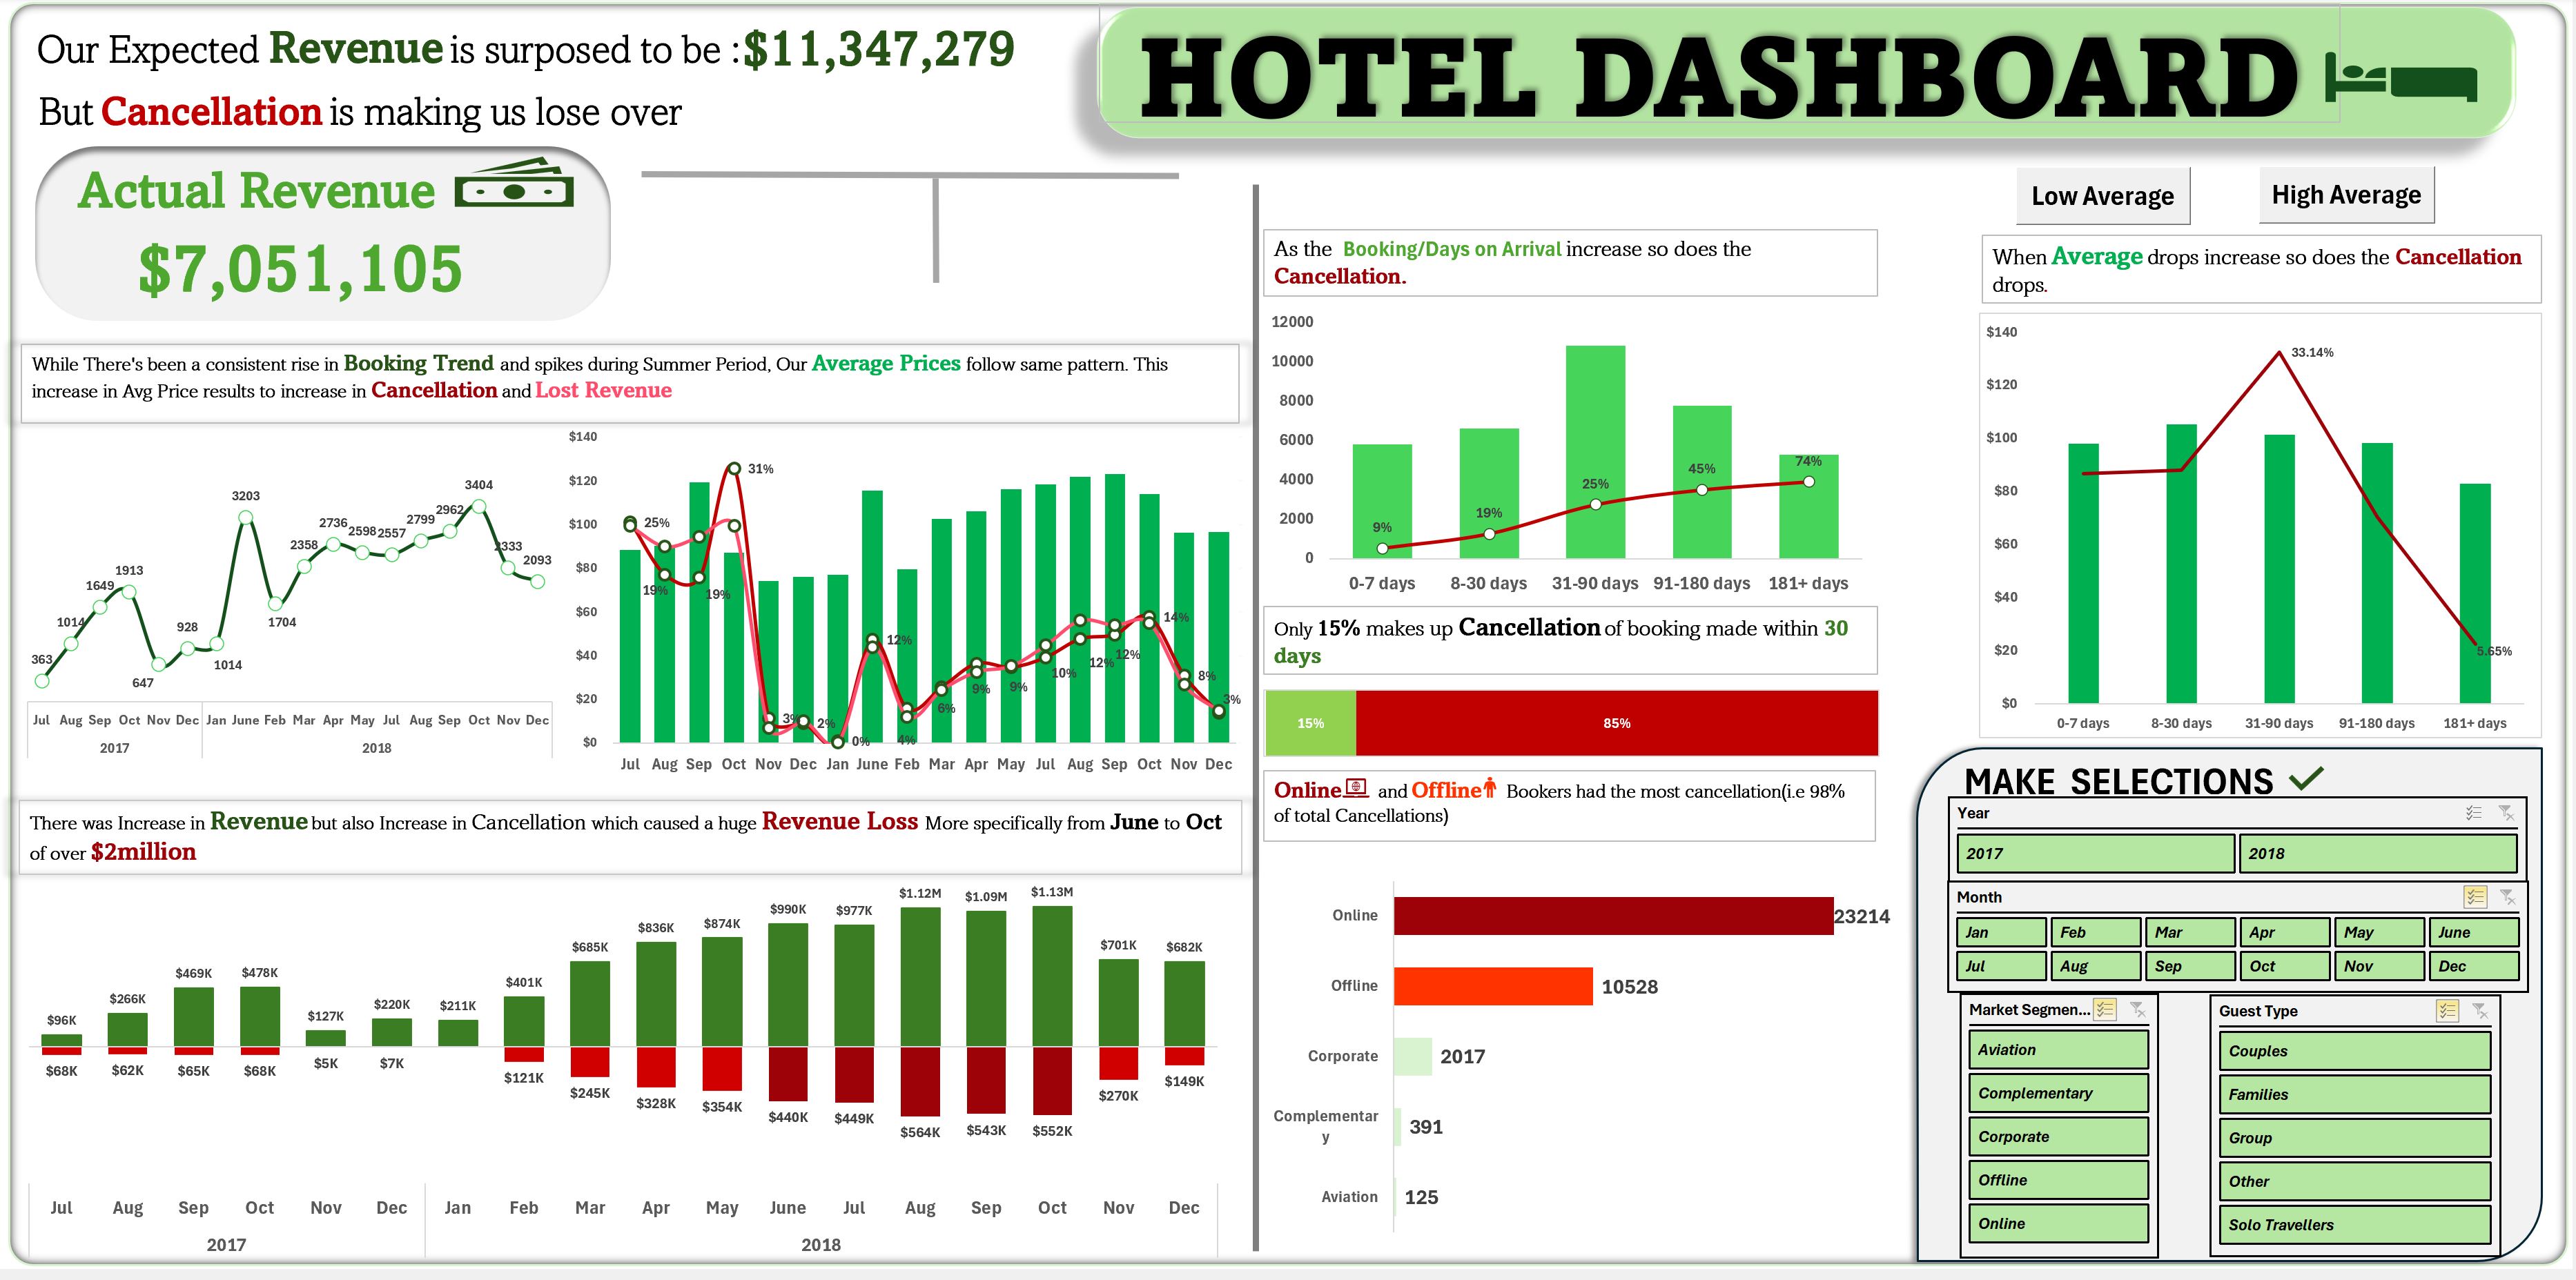 Our Expected Revenue is surposed to be :$11,347,279
But Cancellation is making us lose over
HOTEL DASHBOARD
Actual Revenue
$7,051,105
While There's been a consistent rise in Booking Trend and spikes during Summer Period, Our Average Prices follow same pattern. This
increase in Avg Price results to increase in Cancellation and Lost Revenue
363
1014
1649
1913
647
928
1014
3203
1704
2358
2736
2598
2557
2799
2962
3404
2333
2093
Jul Aug Sep Oct Nov Dec Jan June Feb Mar Apr May Jul Aug Sep Oct Nov Dec
2017 2018
$140
$120
$100
$80
$60
$40
$20
$0
25%
19%
19%
31%
3%
2%
0%
12%
4%
6%
9%
9%
10%
12%
12%
14%
8%
3%
Jul Aug Sep Oct Nov Dec Jan June Feb Mar Apr May Jul Aug Sep Oct Nov Dec
There was Increase in Revenue but also Increase in Cancellation which caused a huge Revenue Loss More specifically from June to Oct
of over $2million
$96K $266K $469K $478K $127K $220K $211K $401K $685K $836K $874K $990K $977K $1.12M $1.09M $1.13M $701K $682K
$68K $62K $65K $68K $5K $7K $121K $245K $328K $354K $440K $449K $564K $543K $552K $270K $149K
Jul Aug Sep Oct Nov Dec Jan Feb Mar Apr May June Jul Aug Sep Oct Nov Dec
2017 2018
As the Booking/Days on Arrival increase so does the
Cancellation.
12000
10000
8000
6000
4000
2000
0
9%
19%
25%
45%
74%
0-7 days 8-30 days 31-90 days 91-180 days 181+ days
Only 15% makes up Cancellation of booking made within 30
days
15% 85%
Online and Offline Bookers had the most cancellation(i.e 98%
of total Cancellations)
Online 23214
Offline 10528
Corporate 2017
Complementar
y
391
Aviation 125
Low Average High Average
When Average drops increase so does the Cancellation
drops.
$140
$120
$100
$80
$60
$40
$20
$0
33.14%
5.65%
0-7 days 8-30 days 31-90 days 91-180 days 181+ days
MAKE SELECTIONS
Year
2017 2018
Month
Jan Feb Mar Apr May June
Jul Aug Sep Oct Nov Dec
Market Segmen...
Aviation
Complementary
Corporate
Offline
Online
Guest Type
Couples
Families
Group
Other
Solo Travellers